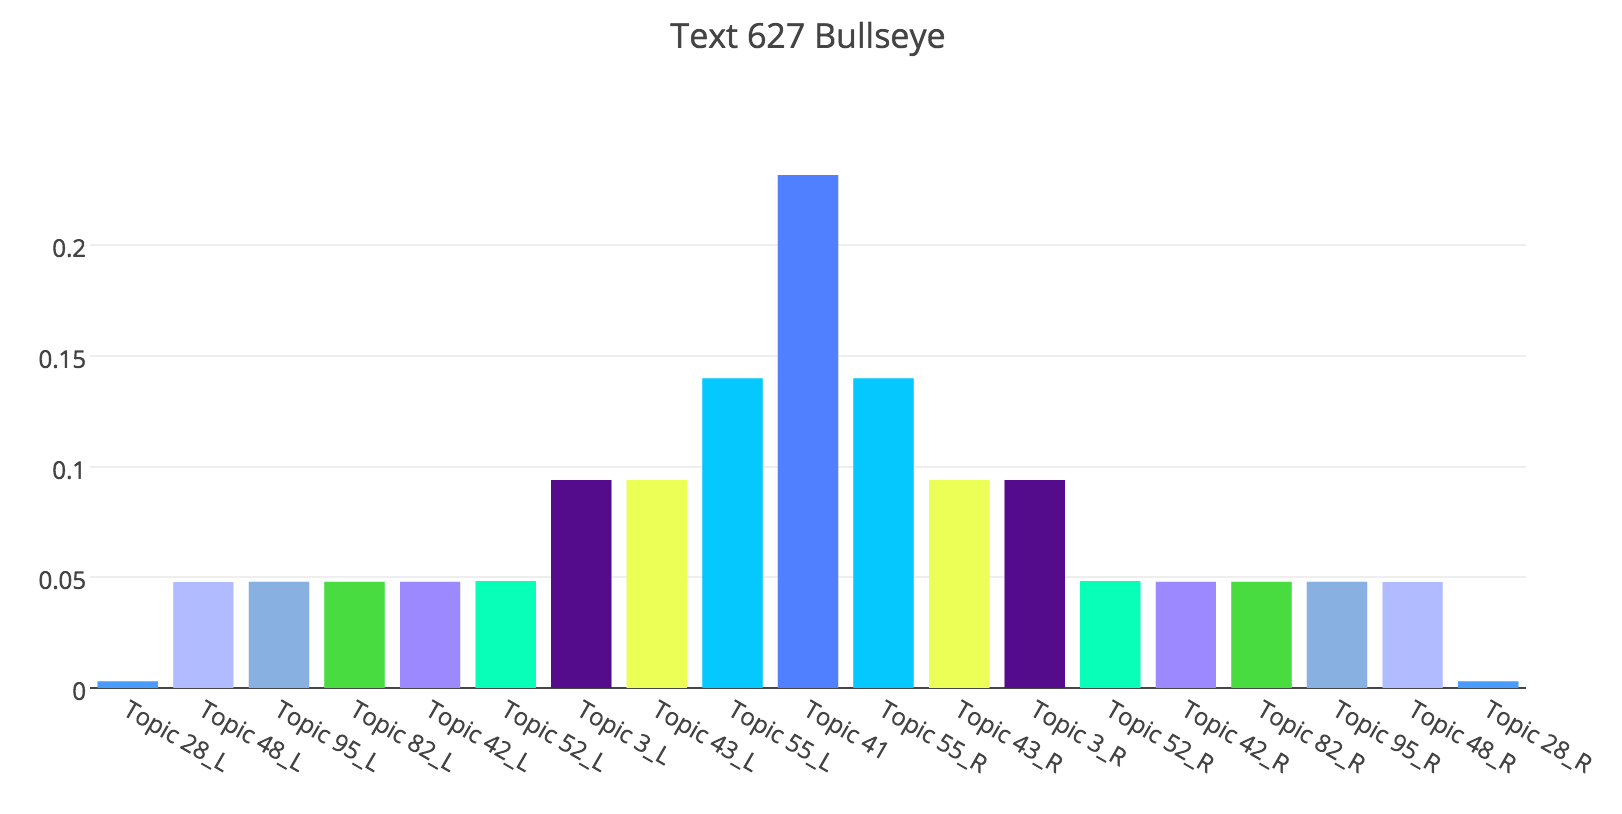 Text 627 Bullseye
0.2
0.15
0.1
0.05
0
Topic 28_L
Topic 48_L
Topic 95_L
Topic 82_L
Topic 42_L
Topic 52_L
Topic 3_L
Topic 43_L
Topic 55_L
Topic 41
Topic 55_R
Topic 43_R
Topic 3_R
Topic 52_R
Topic 42_R
Topic 82_R
Topic 95_R
Topic 48_R
Topic 28_R